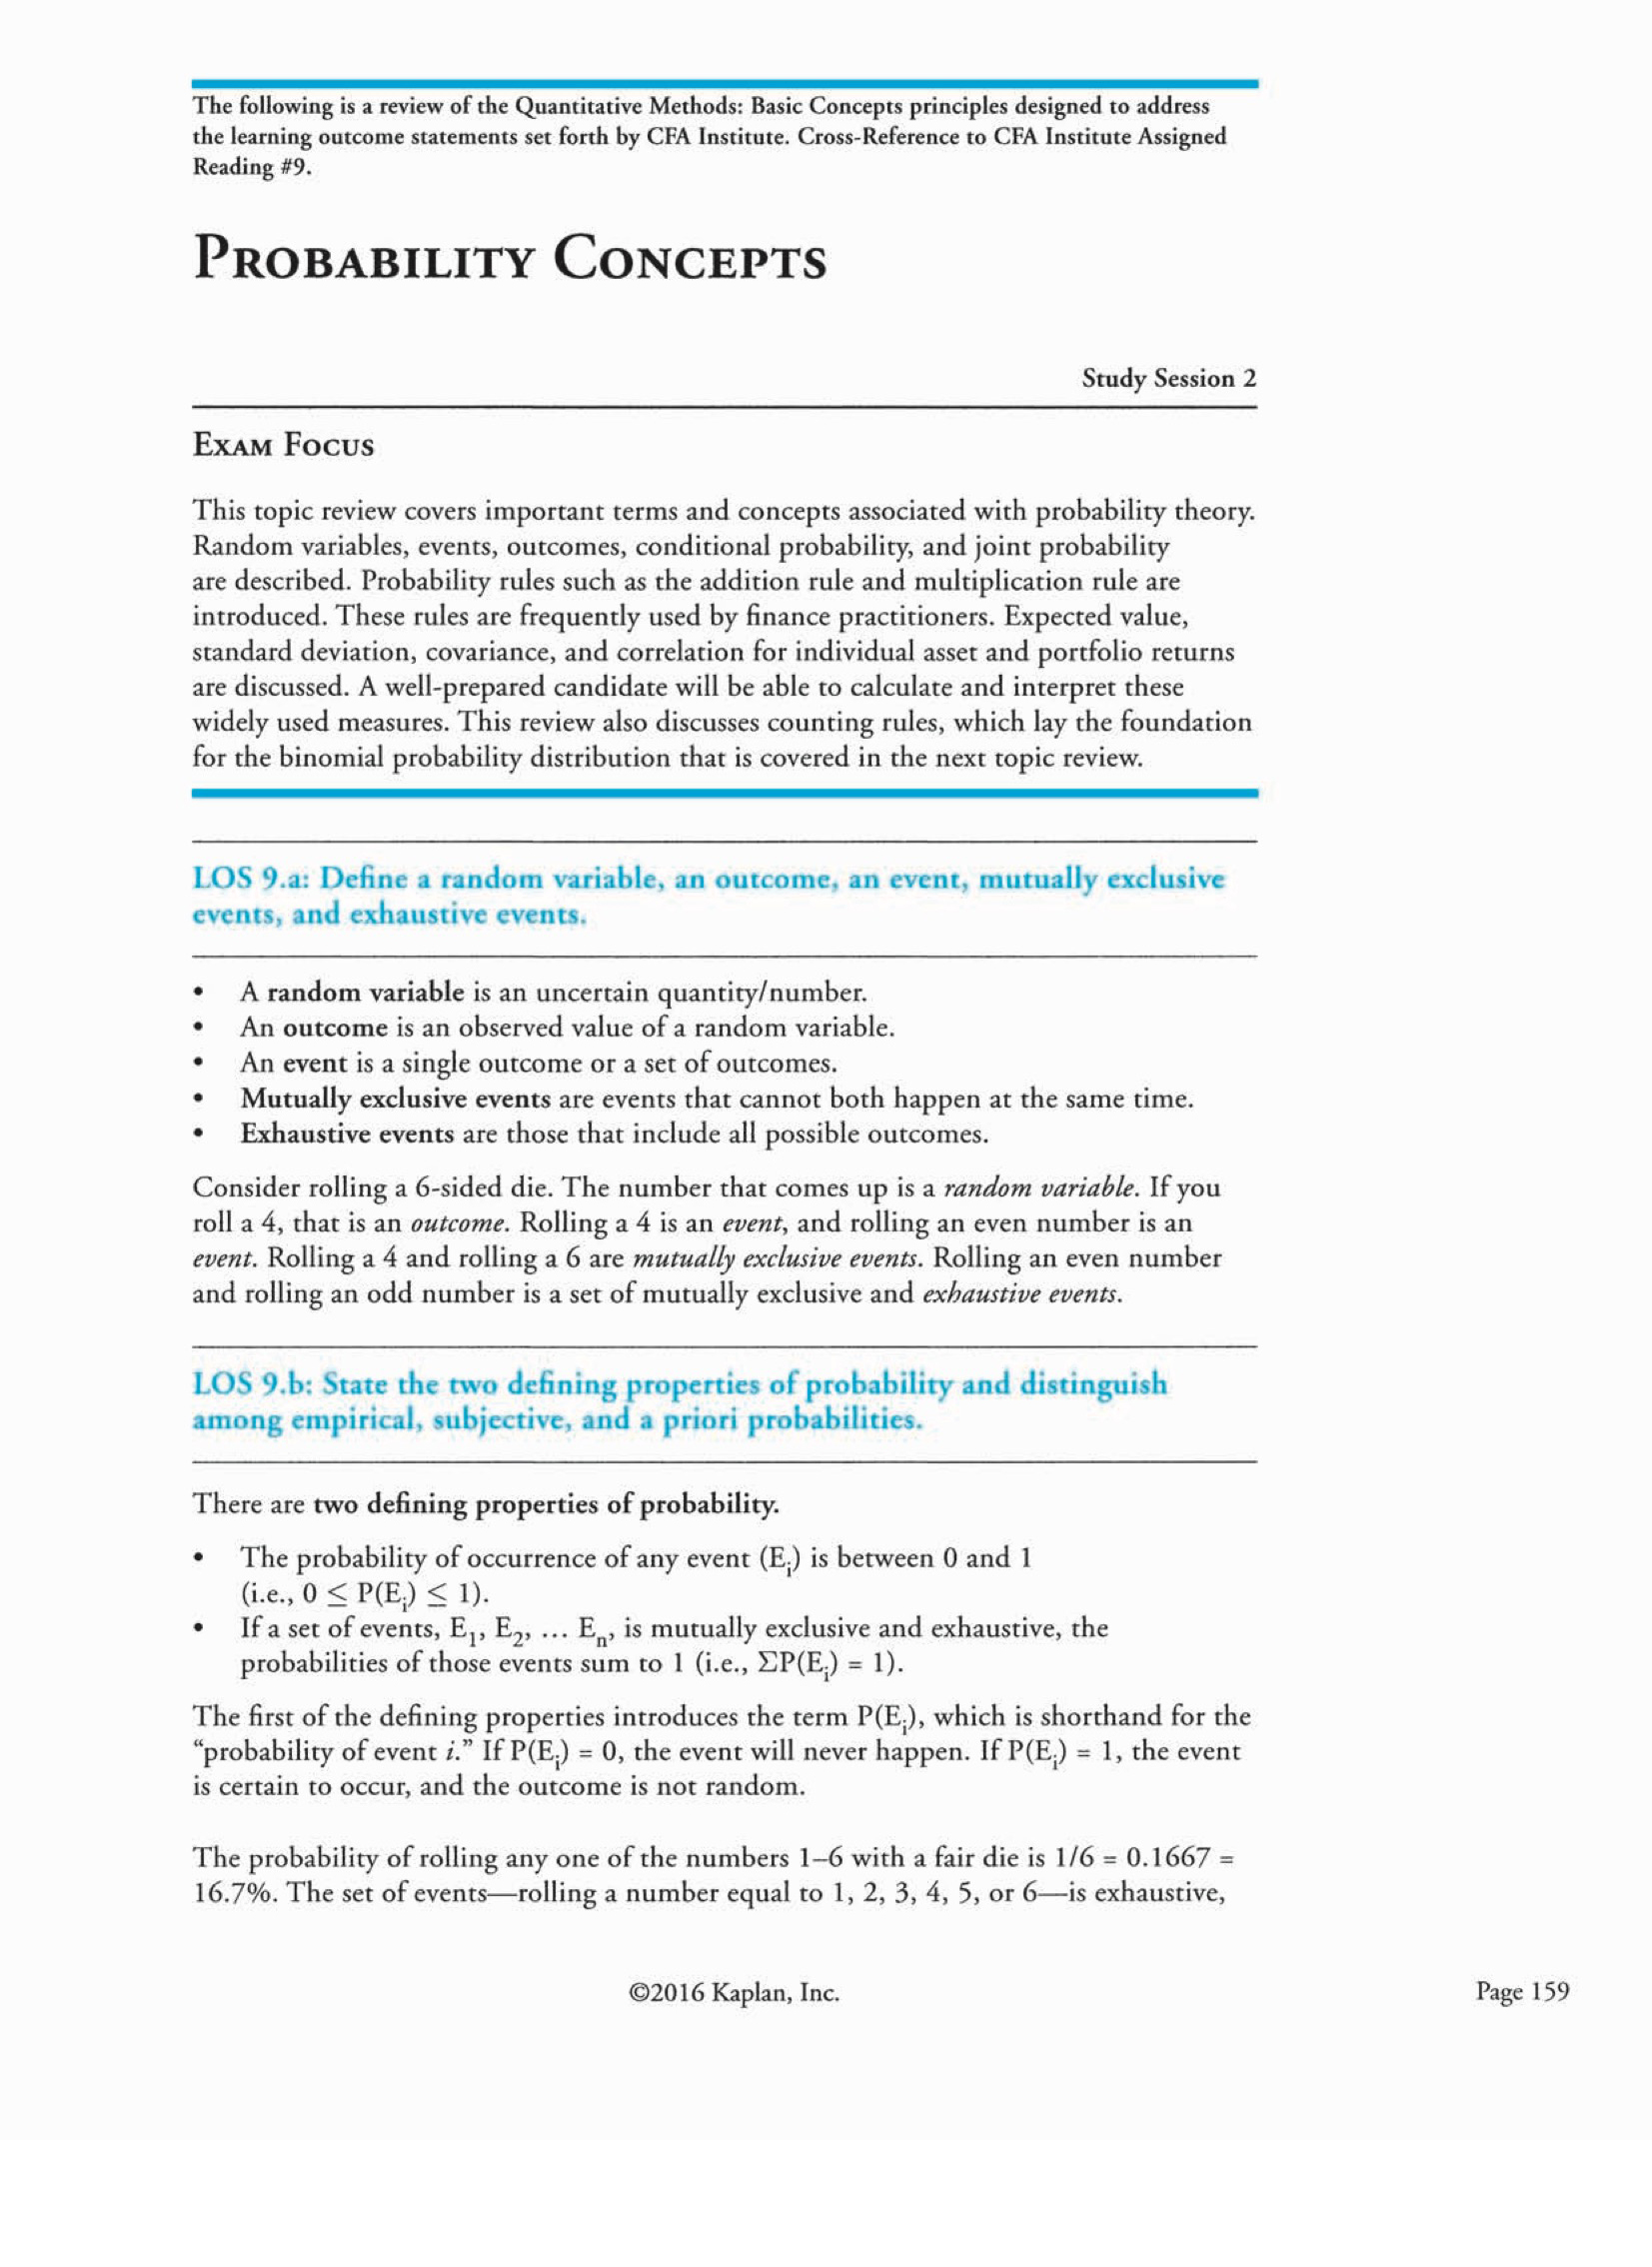 The following is a review of the Quantitative Methods: Basic Concepts principles designed to address
the learning outcome statements set forth by CFA Institute. Cross-Reference to CFA Institute Assigned
Reading #9.
PROBABILITY CONCEPTS
Study Session 2
EXAM FOCUS
This topic review covers important terms and concepts associated with probability theory.
Random variables, events, outcomes, conditional probability, and joint probability
are described. Probability rules such as the addition rule and multiplication rule are
introduced. These rules are frequently used by finance practitioners. Expected value,
standard deviation, covariance, and correlation for individual asset and portfolio returns
are discussed. A well-prepared candidate will be able to calculate and interpret these
widely used measures. This review also discusses counting rules, which lay the foundation
for the binomial probability distribution that is covered in the next topic review.
LOS 9.a: Define a random variable, an outcome, an event, mutually exclusive
events, and exhaustive events.
• A random variable is an uncertain quantity/number.
• An outcome is an observed value of a random variable.
• An event is a single outcome or a set of outcomes.
• Mutually exclusive events are events that cannot both happen at the same time.
• Exhaustive events are those that include all possible outcomes.
Consider rolling a 6-sided die. The number that comes up is a random variable. If you
roll a 4, that is an outcome. Rolling a 4 is an event, and rolling an even number is an
event. Rolling a 4 and rolling a 6 are mutually exclusive events. Rolling an even number
and rolling an odd number is a set of mutually exclusive and exhaustive events.
LOS 9.b: State the two defining properties of probability and distinguish
among empirical, subjective, and a priori probabilities.
There are two defining properties of probability.
• The probability of occurrence of any event (Eᵢ) is between 0 and 1
(i.e., 0 ≤ P(Eᵢ) ≤ 1).
• If a set of events, E₁, E₂, ... Eₙ, is mutually exclusive and exhaustive, the
probabilities of those events sum to 1 (i.e., ΣP(Eᵢ) = 1).
The first of the defining properties introduces the term P(Eᵢ), which is shorthand for the
“probability of event i.” If P(Eᵢ) = 0, the event will never happen. If P(Eᵢ) = 1, the event
is certain to occur, and the outcome is not random.
The probability of rolling any one of the numbers 1–6 with a fair die is 1/6 = 0.1667 =
16.7%. The set of events—rolling a number equal to 1, 2, 3, 4, 5, or 6—is exhaustive,
©2016 Kaplan, Inc.
Page 159